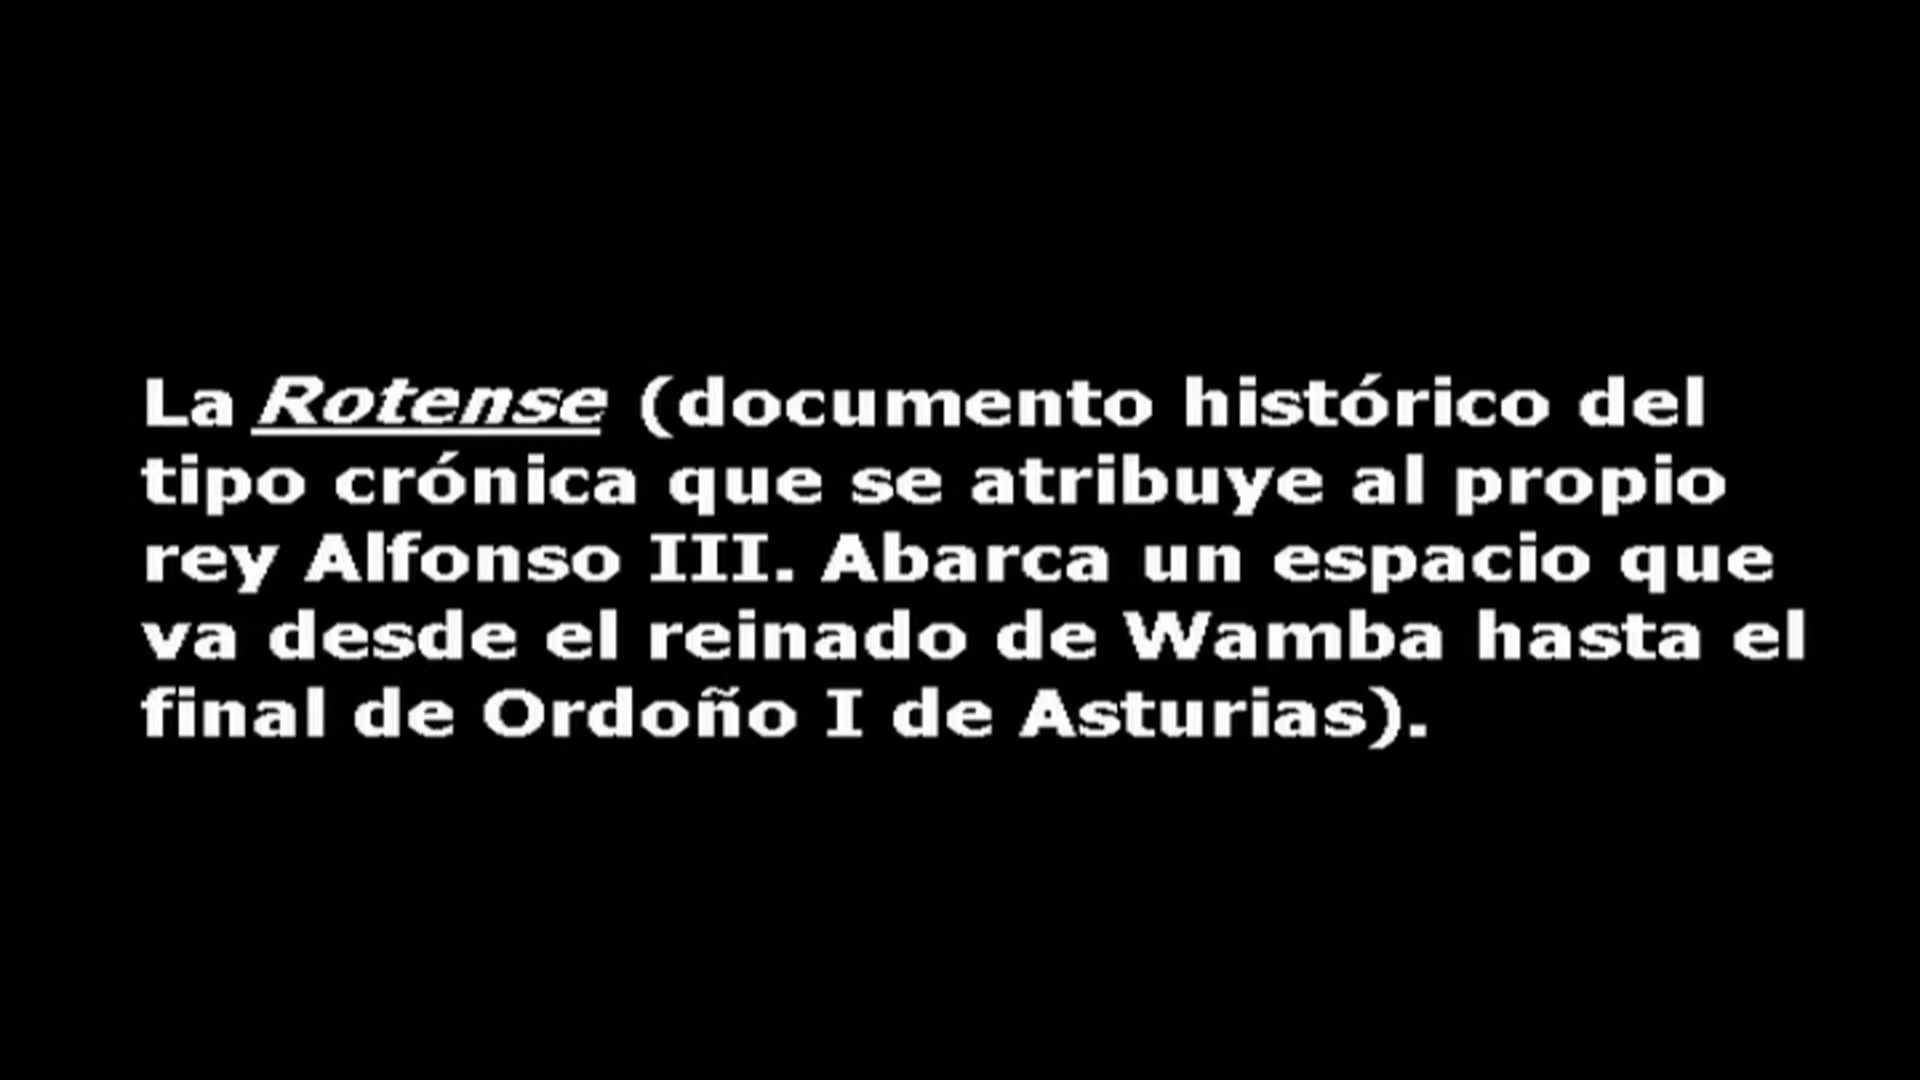 La Rotense (documento histórico del
tipo crónica que se atribuye al propio
rey Alfonso III. Abarca un espacio que
va desde el reinado de Wamba hasta el
final de Ordoño I de Asturias).